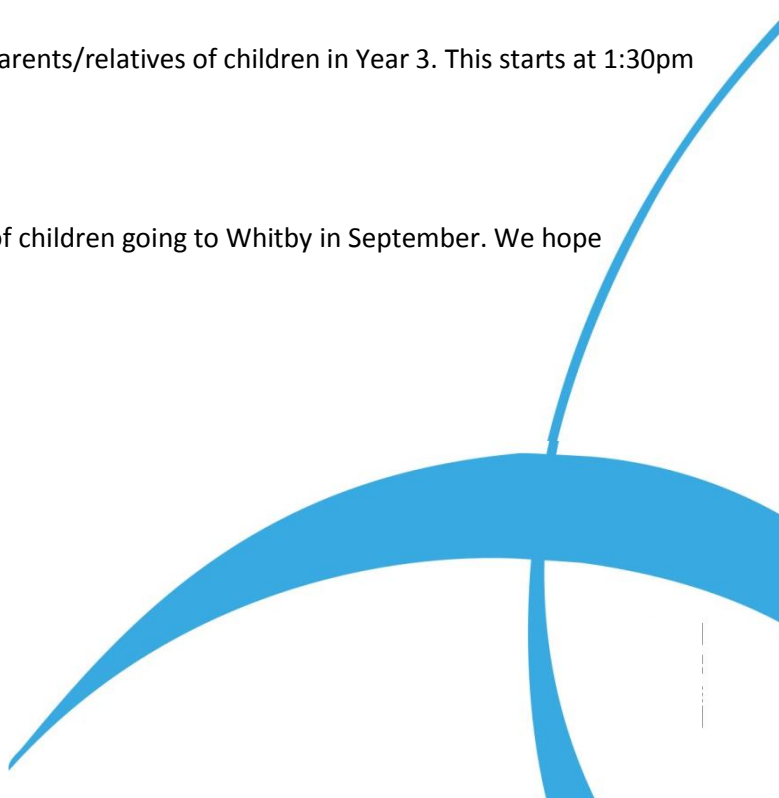 arents/relatives of children in Year 3. This starts at 1:30pm
of children going to Whitby in September. We hope